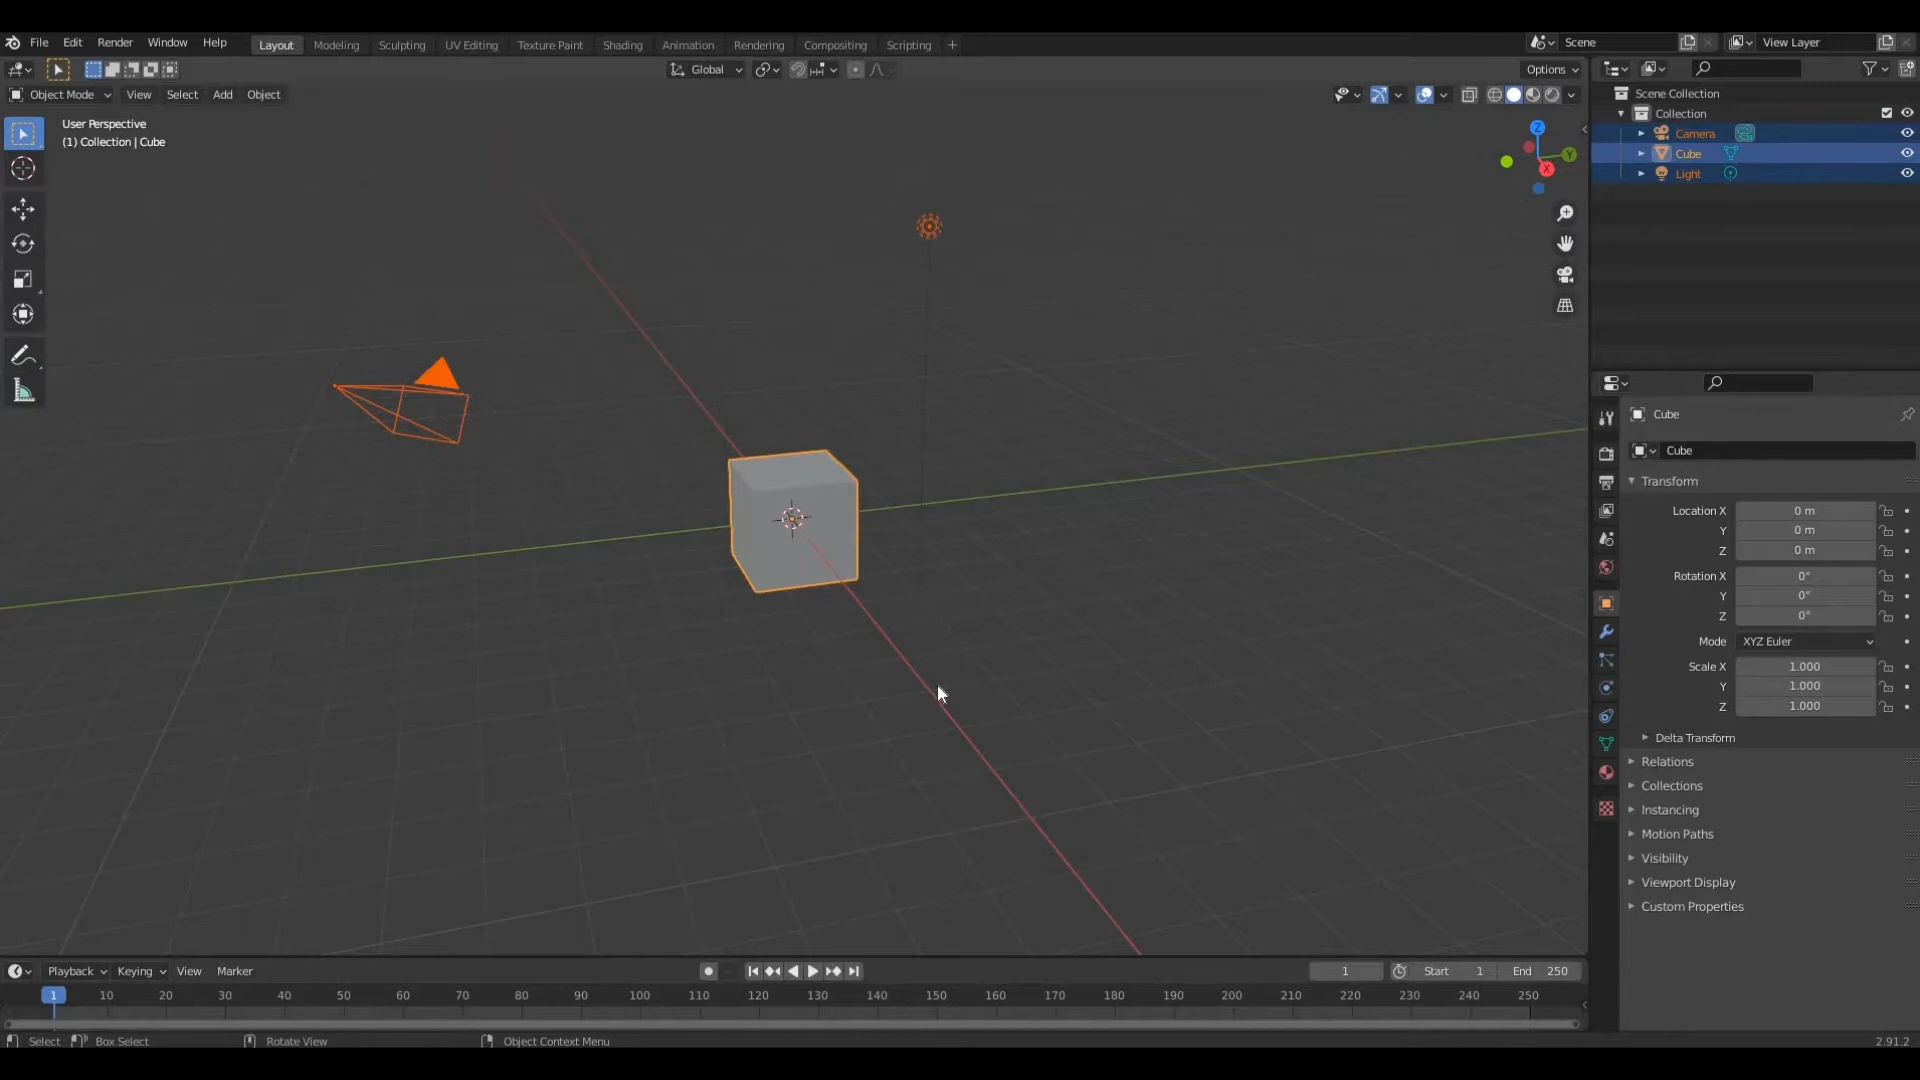 File Edit Render Window Help Layout Modeling Sculpting UV Editing Texture Paint Shading Animation Rendering Compositing Scripting + Scene View Layer
Global Options
Object Mode View Select Add Object
User Perspective
(1) Collection | Cube
Z
Y
X
Scene Collection
Collection
Camera
Cube
Light
Cube
Cube
Transform
Location X 0 m
Y 0 m
Z 0 m
Rotation X 0°
Y 0°
Z 0°
Mode XYZ Euler
Scale X 1.000
Y 1.000
Z 1.000
Delta Transform
Relations
Collections
Instancing
Motion Paths
Visibility
Viewport Display
Custom Properties
Playback Keying View Marker 1 Start 1 End 250
1 10 20 30 40 50 60 70 80 90 100 110 120 130 140 150 160 170 180 190 200 210 220 230 240 250
Select Box Select Rotate View Object Context Menu 2.91.2